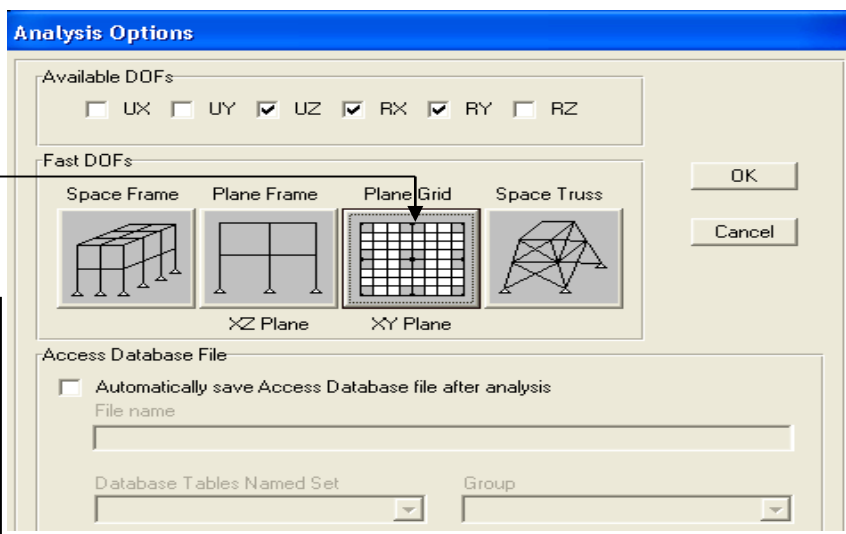 Analysis Options
Available DOFs
UX UY UZ RX RY RZ
Fast DOFs
Space Frame Plane Frame Plane Grid Space Truss
OK
Cancel
XZ Plane XY Plane
Access Database File
Automatically save Access Database file after analysis
File name
Database Tables Named Set Group